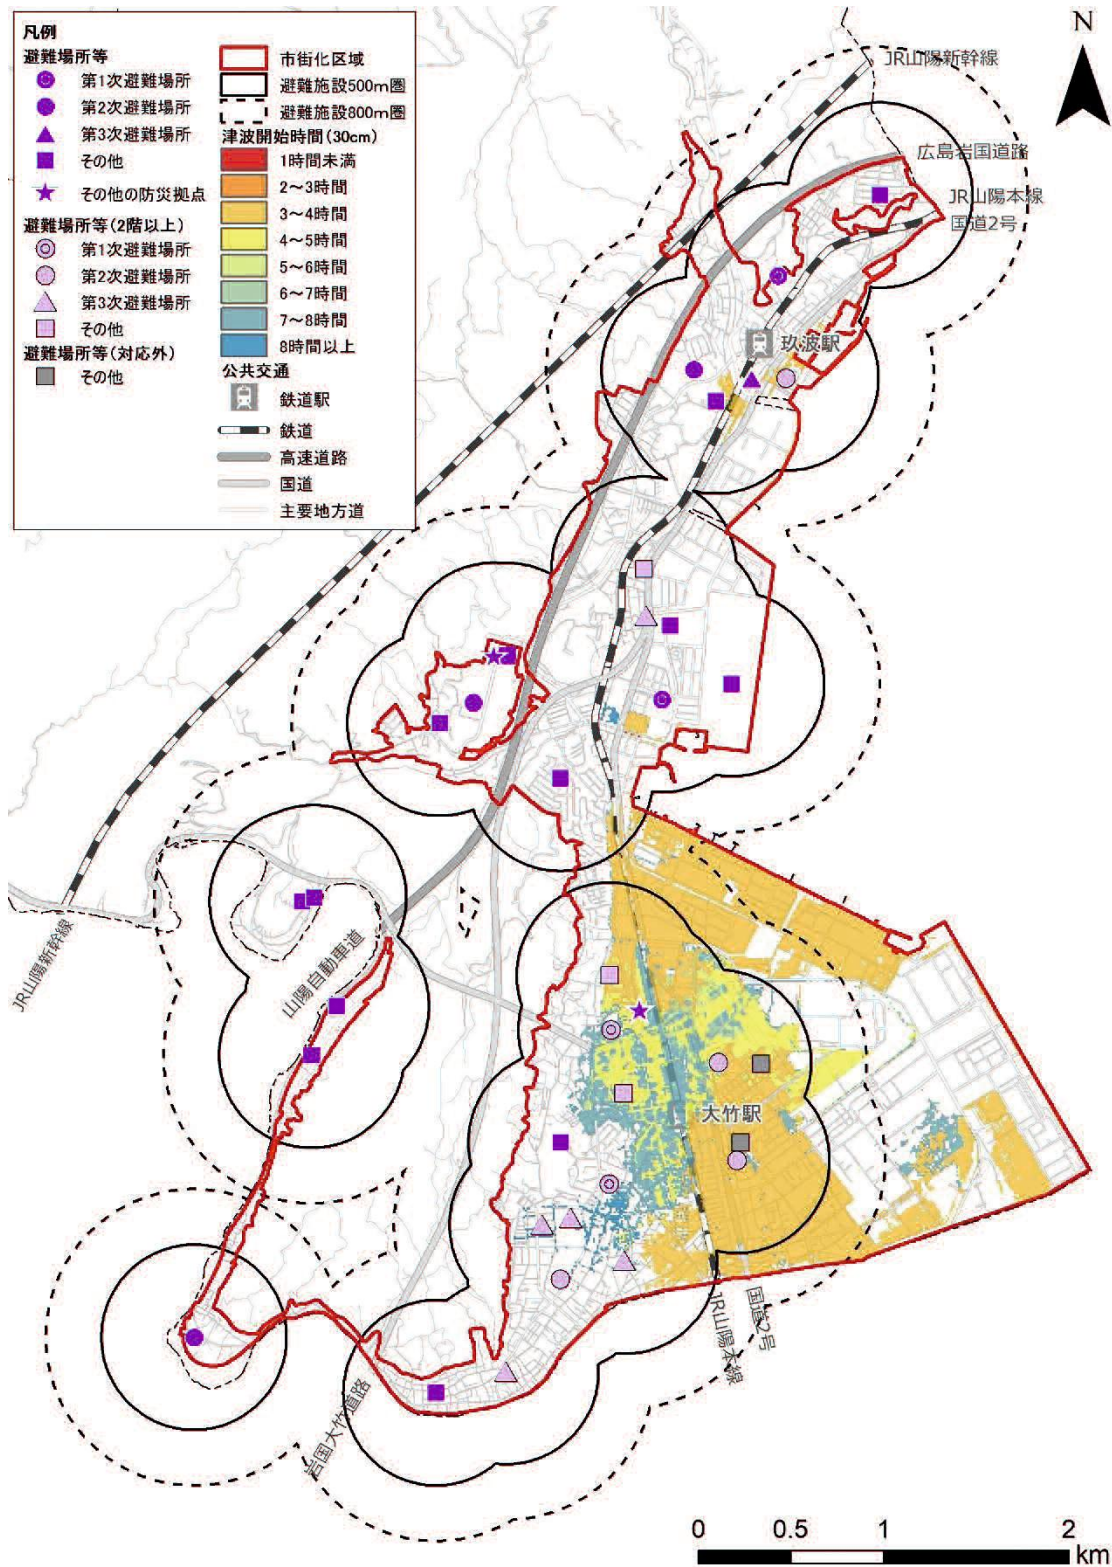 凡例
避難場所等
第1次避難場所
第2次避難場所
第3次避難場所
その他
その他の防災拠点
避難場所等(2階以上)
第1次避難場所
第2次避難場所
第3次避難場所
その他
避難場所等(対応外)
その他
市街化区域
避難施設500m圏
避難施設800m圏
津波開始時間(30cm)
1時間未満
2～3時間
3～4時間
4～5時間
5～6時間
6～7時間
7～8時間
8時間以上
公共交通
鉄道駅
鉄道
高速道路
国道
主要地方道
N
JR山陽新幹線
広島岩国道路
JR山陽本線
国道2号
玖波駅
JR山陽新幹線
山陽自動車道
大竹駅
国道2号
JR山陽本線
岩国大竹道路
0 0.5 1 2
km